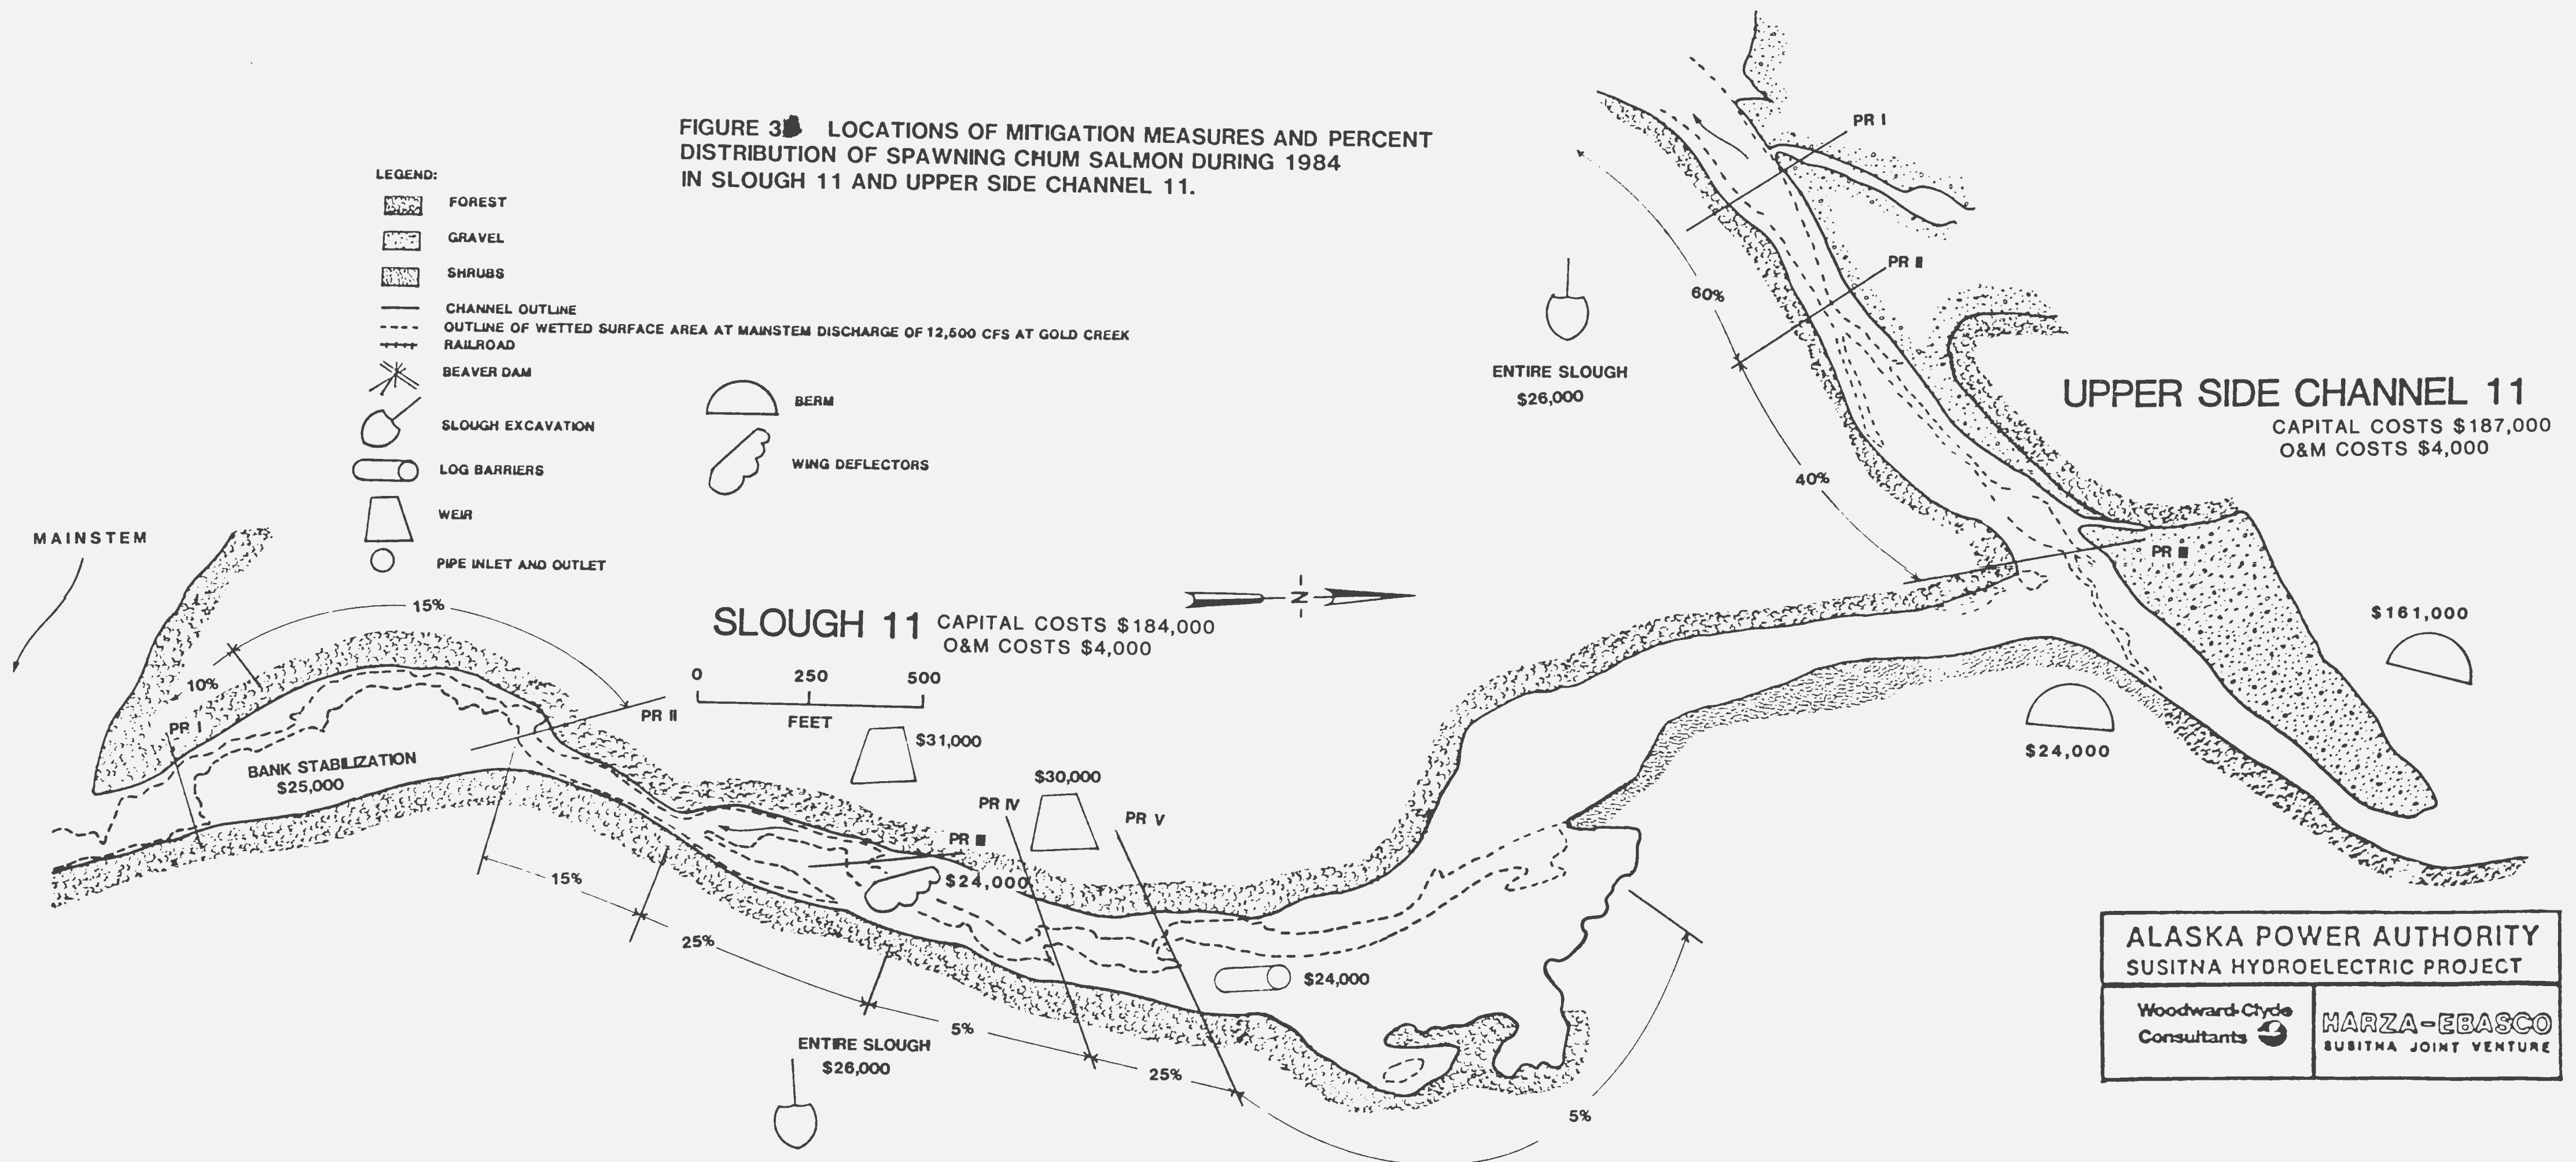 FIGURE 3 LOCATIONS OF MITIGATION MEASURES AND PERCENT
DISTRIBUTION OF SPAWNING CHUM SALMON DURING 1984
IN SLOUGH 11 AND UPPER SIDE CHANNEL 11.
LEGEND:
FOREST
GRAVEL
SHRUBS
CHANNEL OUTLINE
OUTLINE OF WETTED SURFACE AREA AT MAINSTEM DISCHARGE OF 12,500 CFS AT GOLD CREEK
RAILROAD
BEAVER DAM
SLOUGH EXCAVATION
LOG BARRIERS
WEIR
PIPE INLET AND OUTLET
BERM
WING DEFLECTORS
PR I
PR II
60%
ENTIRE SLOUGH
$26,000
UPPER SIDE CHANNEL 11
CAPITAL COSTS $187,000
O&M COSTS $4,000
40%
PR III
$161,000
$24,000
MAINSTEM
N
SLOUGH 11 CAPITAL COSTS $184,000
O&M COSTS $4,000
0 250 500
FEET
15%
10%
PR I
PR II
BANK STABILIZATION
$25,000
$31,000
$30,000
PR IV
PR V
PR III
$24,000
15%
25%
$24,000
5%
25%
5%
ENTIRE SLOUGH
$26,000
ALASKA POWER AUTHORITY
SUSITNA HYDROELECTRIC PROJECT
Woodward-Clyde
Consultants
HARZA-EBASCO
SUSITNA JOINT VENTURE